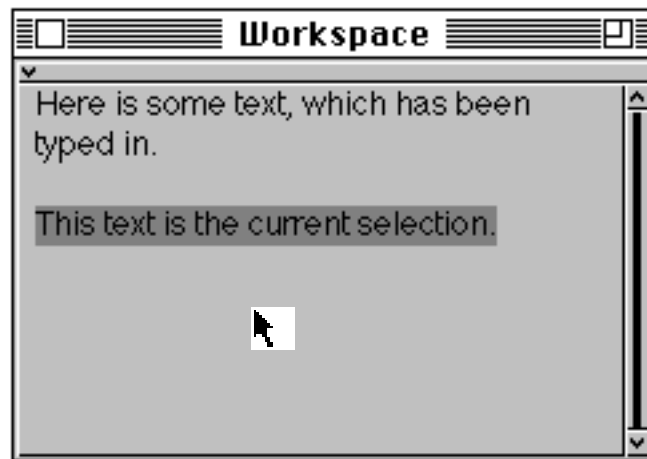 Workspace
Here is some text, which has been
typed in.
This text is the current selection.